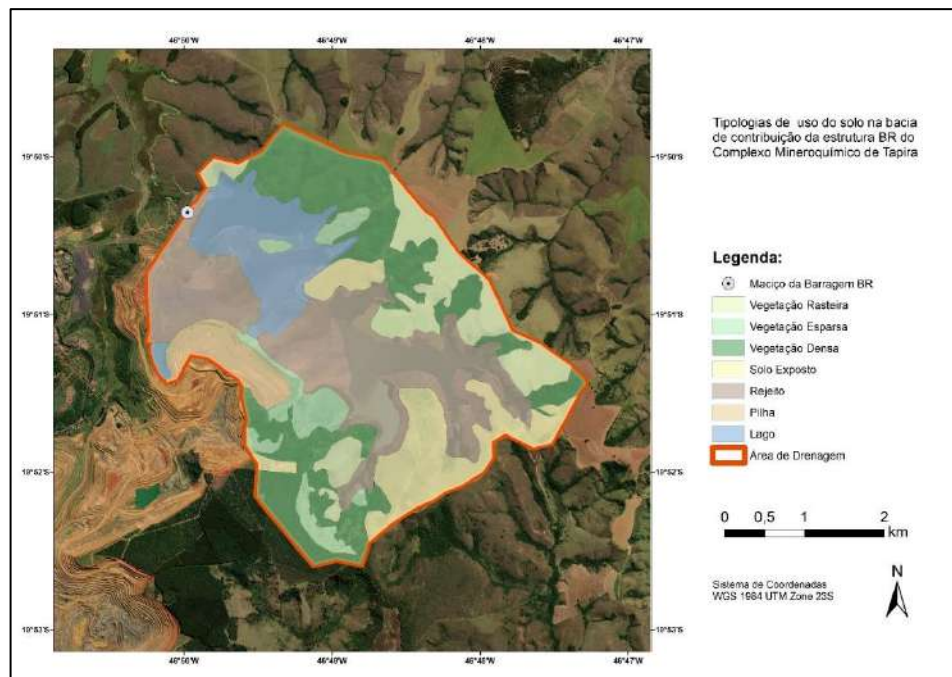 46°50'W
46°49'W
46°48'W
46°47'W
19°50'S
19°50'S
19°51'S
19°51'S
19°52'S
19°52'S
19°53'S
19°53'S
46°50'W
46°49'W
46°48'W
46°47'W
Tipologias de uso do solo na bacia
de contribuição da estrutura BR do
Complexo Mineroquímico de Tapira
Legenda:
Maciço da Barragem BR
Vegetação Rasteira
Vegetação Esparsa
Vegetação Densa
Solo Exposto
Rejeito
Pilha
Lago
Área de Drenagem
0 0,5 1 2
km
Sistema de Coordenadas
WGS 1984 UTM Zone 23S
N